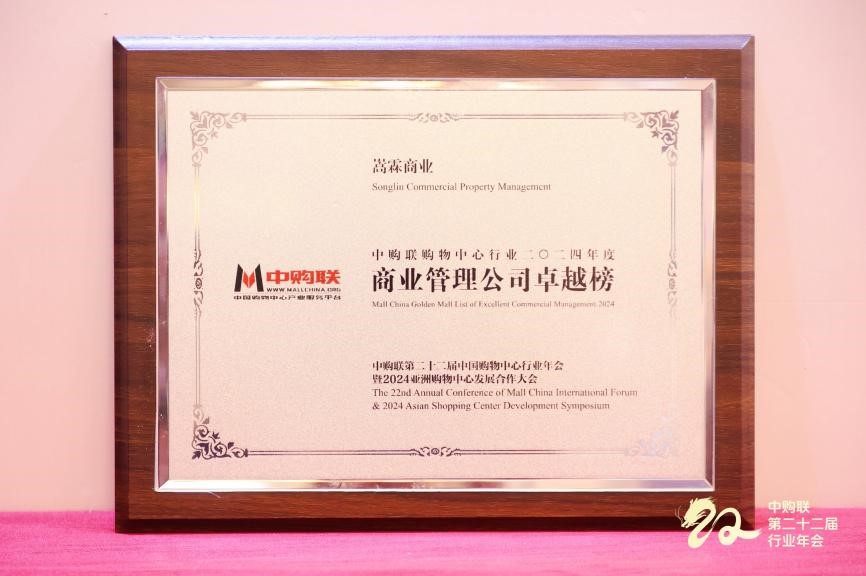 嵩霖商业
Songlin Commercial Property Management
中购联
WWW.MALLCHINA.ORG
中国购物中心产业服务平台
中购联购物中心行业二〇二四年度
商业管理公司卓越榜
Mall China Golden Mall List of Excellent Commercial Management 2024
中购联第二十二届中国购物中心行业年会
暨2024亚洲购物中心发展合作大会
The 22nd Annual Conference of Mall China International Forum
& 2024 Asian Shopping Center Development Symposium
中购联
第二十二届
行业年会